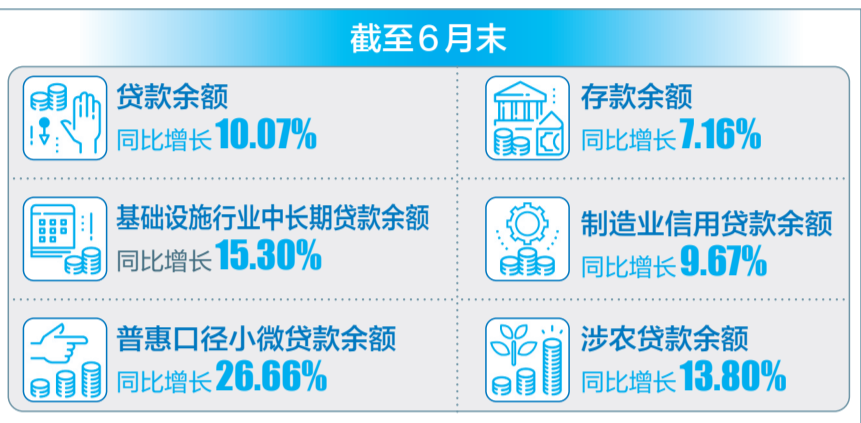 截至6月末
贷款余额
同比增长10.07%
存款余额
同比增长7.16%
基础设施行业中长期贷款余额
同比增长15.30%
制造业信用贷款余额
同比增长9.67%
普惠口径小微贷款余额
同比增长26.66%
涉农贷款余额
同比增长13.80%